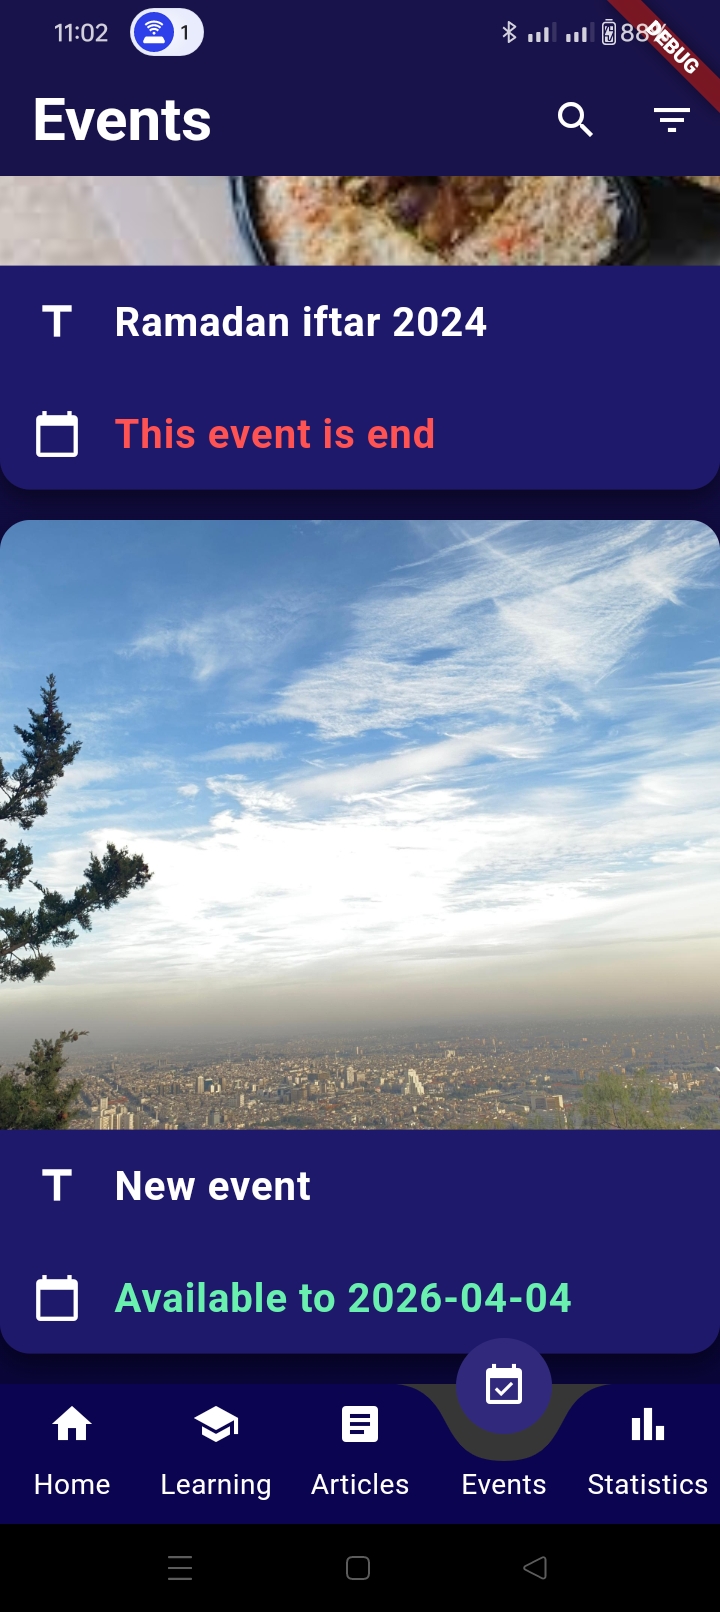 11:02
1
88
DEBUG
Events
T
Ramadan iftar 2024
This event is end
T
New event
Available to 2026-04-04
Home
Learning
Articles
Events
Statistics